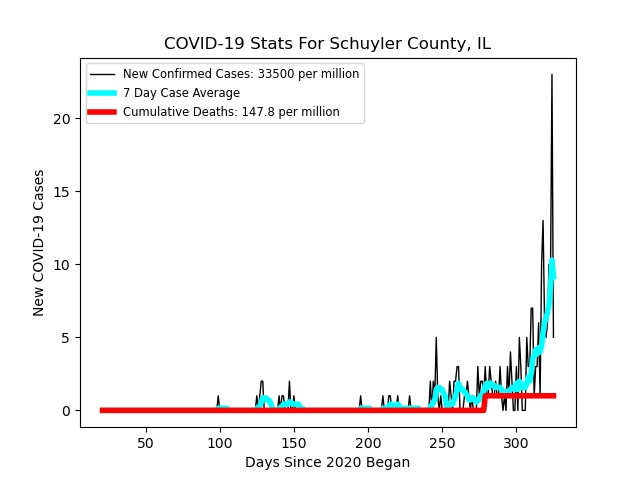 COVID-19 Stats For Schuyler County, IL
New Confirmed Cases: 33500 per million
7 Day Case Average
Cumulative Deaths: 147.8 per million
New COVID-19 Cases
20
15
10
5
0
50 100 150 200 250 300
Days Since 2020 Began